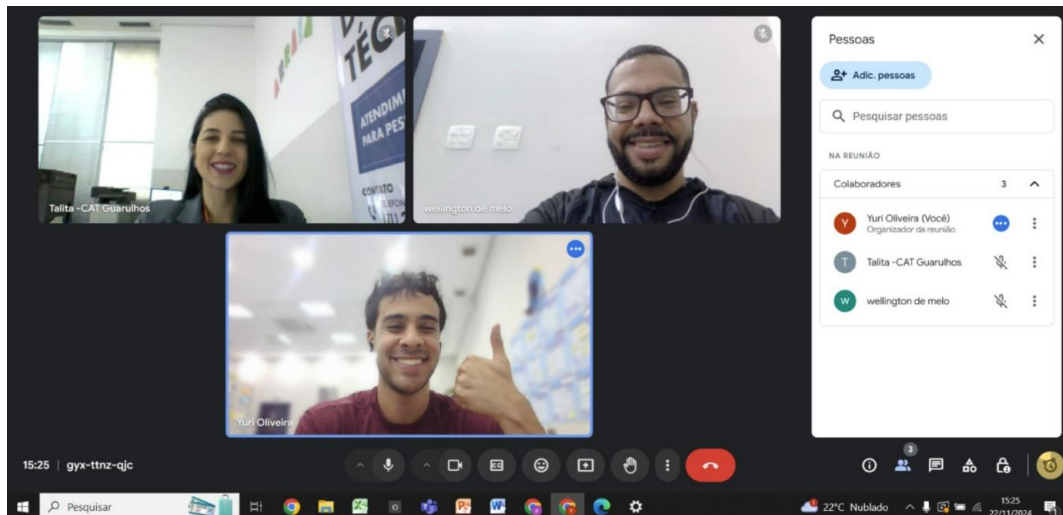 TÉC
ATENDIM
PARA PES
CONTATO
Talita -CAT Guarulhos
wellington de melo
Yuri Oliveira
Pessoas
Adic. pessoas
Pesquisar pessoas
NA REUNIÃO
Colaboradores 3
Y Yuri Oliveira (Você)
Organizador da reunião
T Talita -CAT Guarulhos
W wellington de melo
15:25 | gyx-ttnz-qjc
3
Pesquisar
22°C Nublado
15:25
22/11/2024